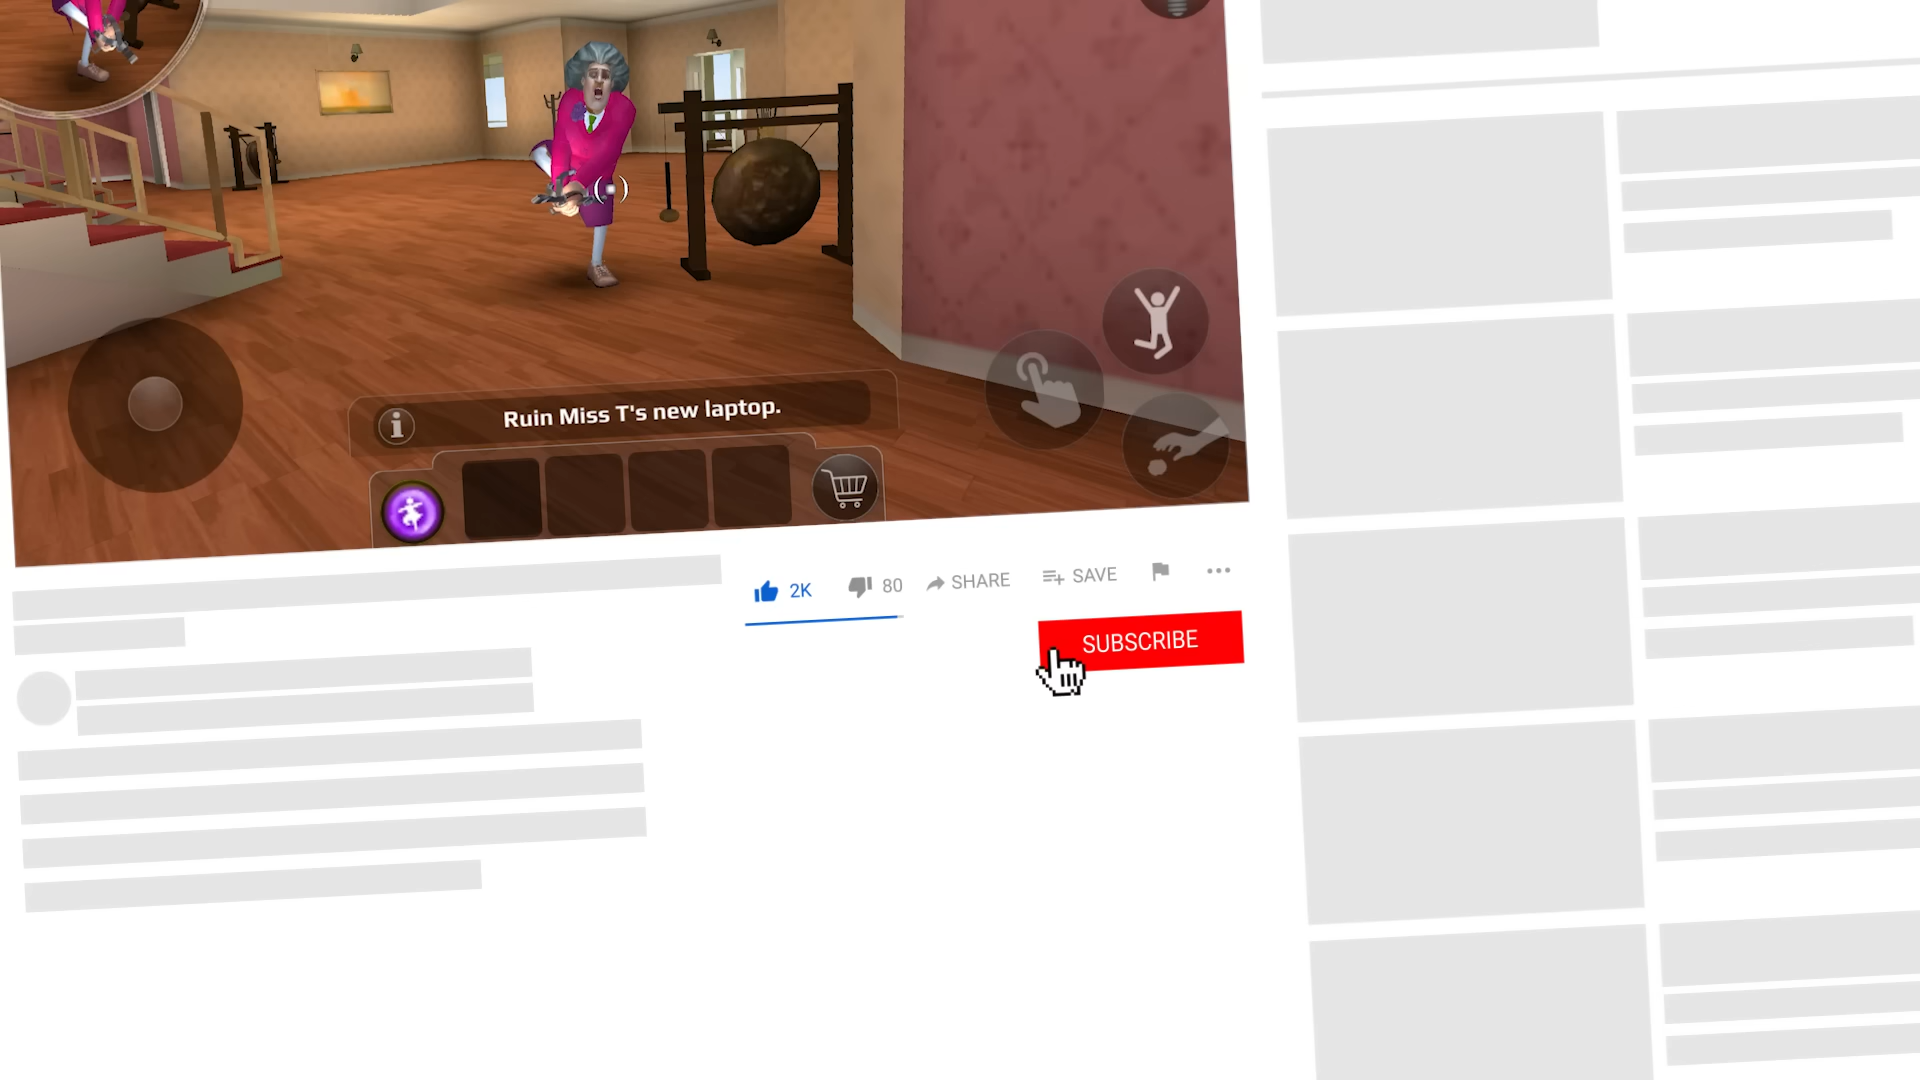 Ruin Miss T's new laptop.
2K
80
SHARE
SAVE
SUBSCRIBE